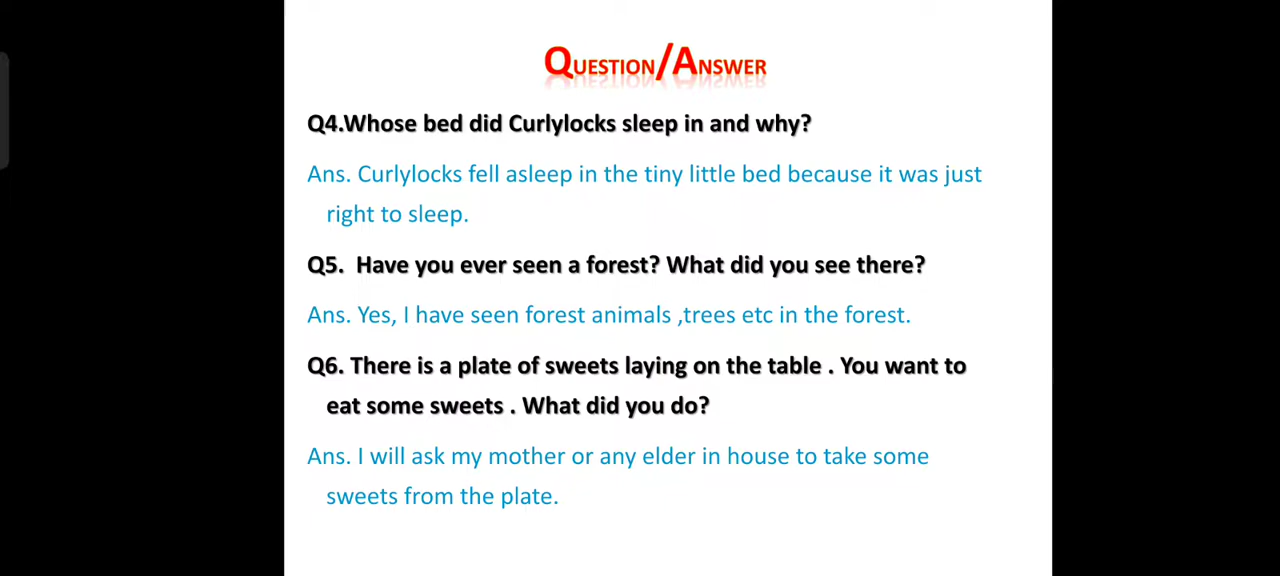 QUESTION/ANSWER
Q4.Whose bed did Curlylocks sleep in and why?
Ans. Curlylocks fell asleep in the tiny little bed because it was just
right to sleep.
Q5. Have you ever seen a forest? What did you see there?
Ans. Yes, I have seen forest animals ,trees etc in the forest.
Q6. There is a plate of sweets laying on the table . You want to
eat some sweets . What did you do?
Ans. I will ask my mother or any elder in house to take some
sweets from the plate.